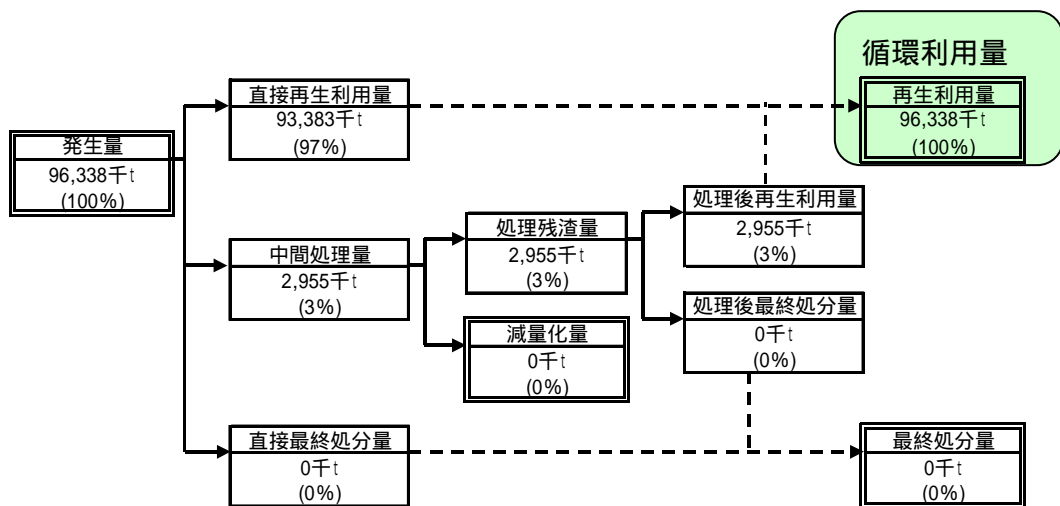 循環利用量
直接再生利用量
93,383千t
(97%)
再生利用量
96,338千t
(100%)
発生量
96,338千t
(100%)
中間処理量
2,955千t
(3%)
処理残渣量
2,955千t
(3%)
処理後再生利用量
2,955千t
(3%)
減量化量
0千t
(0%)
処理後最終処分量
0千t
(0%)
直接最終処分量
0千t
(0%)
最終処分量
0千t
(0%)